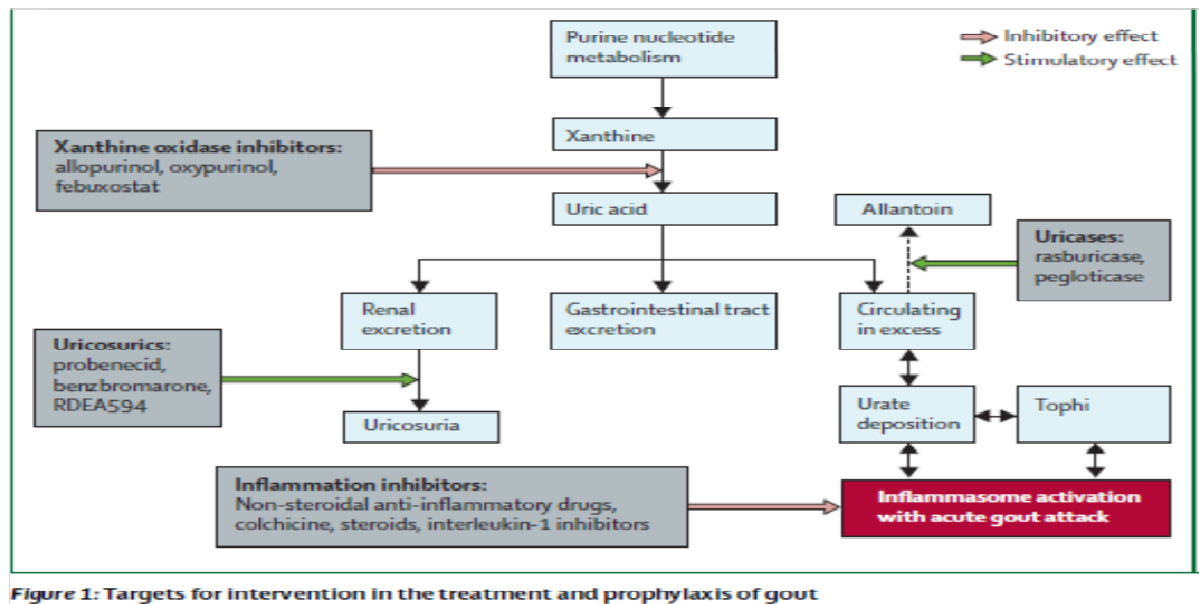 Purine nucleotide
metabolism
Inhibitory effect
Stimulatory effect
Xanthine
Xanthine oxidase inhibitors:
allopurinol, oxypurinol,
febuxostat
Uric acid
Allantoin
Uricases:
rasburicase,
pegloticase
Renal
excretion
Gastrointestinal tract
excretion
Circulating
in excess
Uricosurics:
probenecid,
benzbromarone,
RDEA594
Uricosuria
Urate
deposition
Tophi
Inflammation inhibitors:
Non-steroidal anti-inflammatory drugs,
colchicine, steroids, interleukin-1 inhibitors
Inflammasome activation
with acute gout attack
Figure 1: Targets for intervention in the treatment and prophylaxis of gout